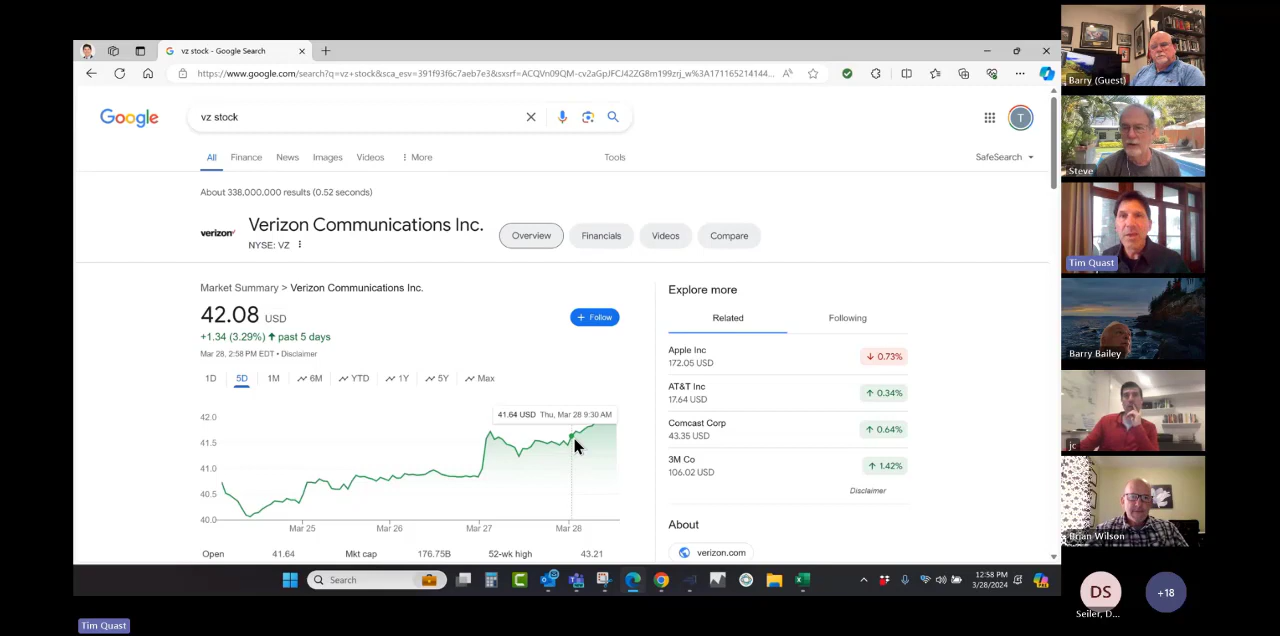 vz stock - Google Search
https://www.google.com/search?q=vz+stock&sca_esv=391f93f6c7aeb7e3&sxsrf=ACQVn09QM-cv2aGpJFCJ42ZG8m199zrj_w%3A171165214144...
Google
vz stock
T
All Finance News Images Videos More Tools SafeSearch
About 338,000,000 results (0.52 seconds)
verizon
Verizon Communications Inc.
NYSE: VZ
Overview Financials Videos Compare
Market Summary > Verizon Communications Inc.
42.08 USD
+ Follow
+1.34 (3.29%) ↑ past 5 days
Mar 28, 2:58 PM EDT • Disclaimer
1D 5D 1M 6M YTD 1Y 5Y Max
41.64 USD Thu, Mar 28 9:30 AM
42.0
41.5
41.0
40.5
40.0
Mar 25 Mar 26 Mar 27 Mar 28
Open 41.64 Mkt cap 176.75B 52-wk high 43.21
Explore more
Related Following
Apple Inc
172.05 USD
↓ 0.73%
AT&T Inc
17.64 USD
↑ 0.34%
Comcast Corp
43.35 USD
↑ 0.64%
3M Co
106.02 USD
↑ 1.42%
Disclaimer
About
verizon.com
Search
12:58 PM
3/28/2024
Barry (Guest)
Steve
Tim Quast
Barry Bailey
jc
Brian Wilson
DS
Seiler, D...
+18
Tim Quast